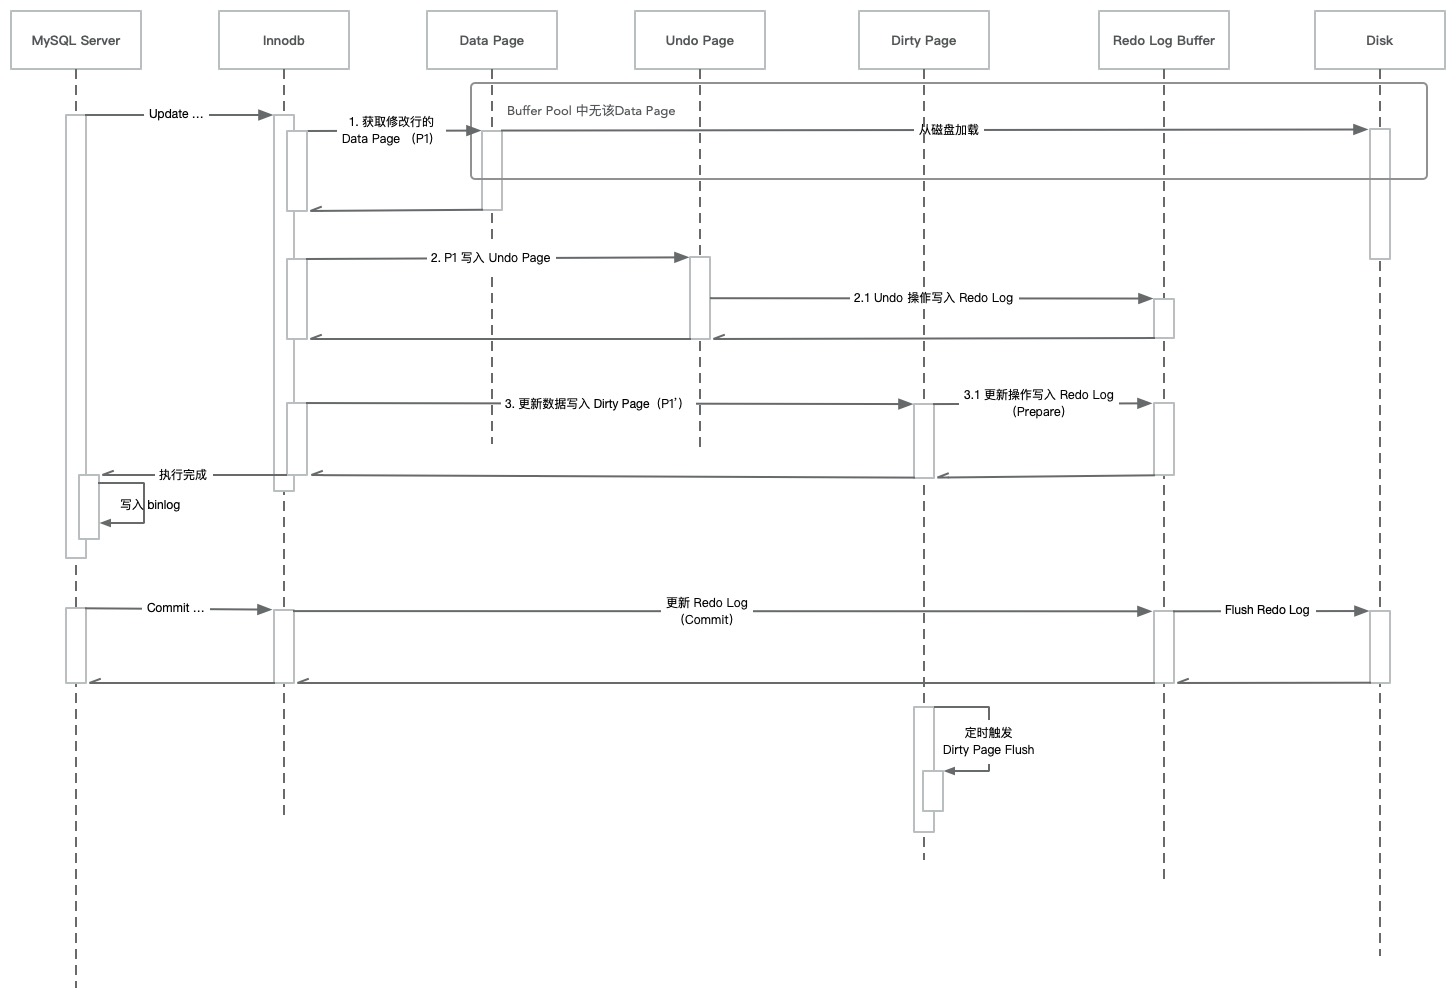 MySQL Server
Innodb
Data Page
Undo Page
Dirty Page
Redo Log Buffer
Disk
Buffer Pool 中无该Data Page
Update ...
1. 获取修改行的
Data Page （P1）
从磁盘加载
2. P1 写入 Undo Page
2.1 Undo 操作写入 Redo Log
3. 更新数据写入 Dirty Page（P1’）
3.1 更新操作写入 Redo Log
（Prepare）
执行完成
写入 binlog
Commit ...
更新 Redo Log
（Commit）
Flush Redo Log
定时触发
Dirty Page Flush